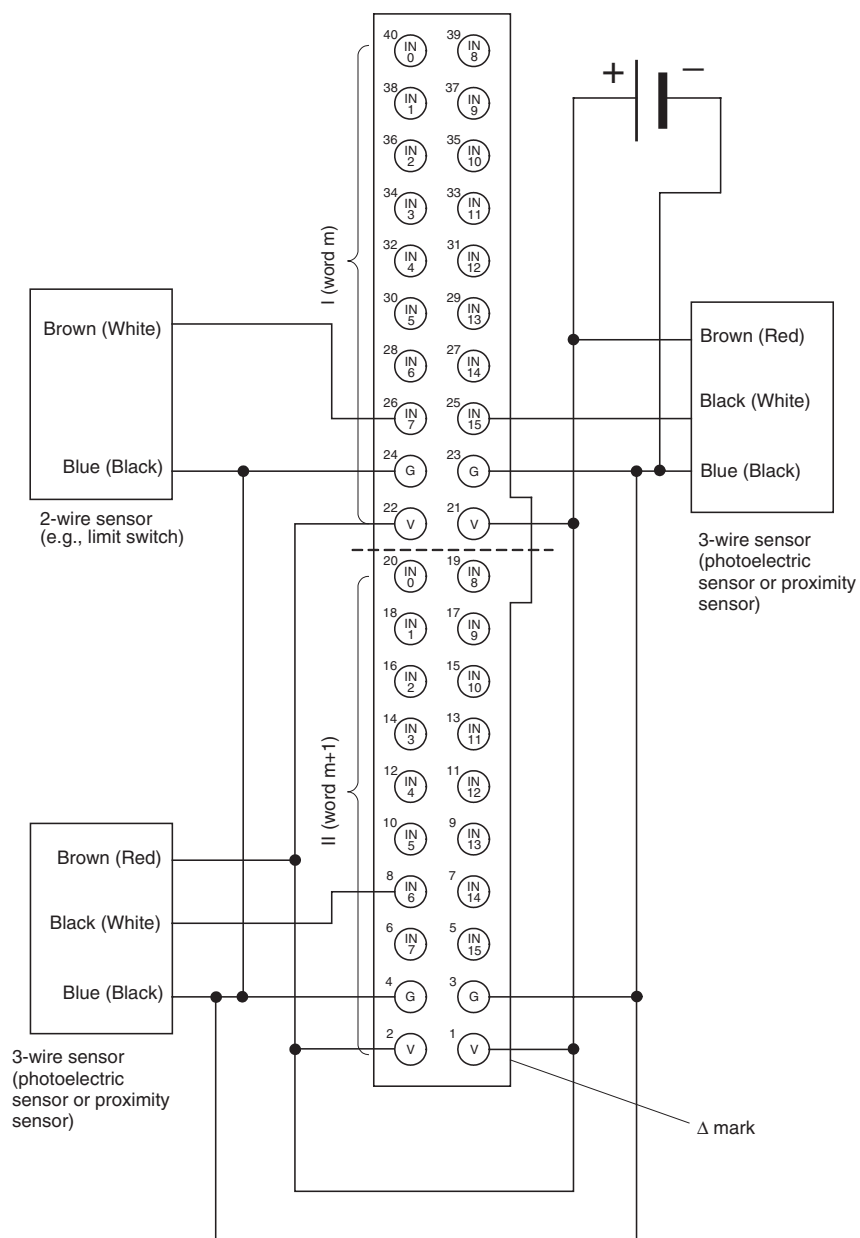 40 IN 0 39 IN 8
+ −
38 IN 1 37 IN 9
36 IN 2 35 IN 10
34 IN 3 33 IN 11
I (word m)
32 IN 4 31 IN 12
30 IN 5 29 IN 13
28 IN 6 27 IN 14
26 IN 7 25 IN 15
24 G 23 G
22 V 21 V
Brown (White)
Blue (Black)
2-wire sensor
(e.g., limit switch)
Brown (Red)
Black (White)
Blue (Black)
3-wire sensor
(photoelectric
sensor or proximity
sensor)
20 IN 0 19 IN 8
18 IN 1 17 IN 9
16 IN 2 15 IN 10
14 IN 3 13 IN 11
II (word m+1)
12 IN 4 11 IN 12
10 IN 5 9 IN 13
8 IN 6 7 IN 14
6 IN 7 5 IN 15
4 G 3 G
2 V 1 V
Brown (Red)
Black (White)
Blue (Black)
3-wire sensor
(photoelectric
sensor or proximity
sensor)
Δ mark